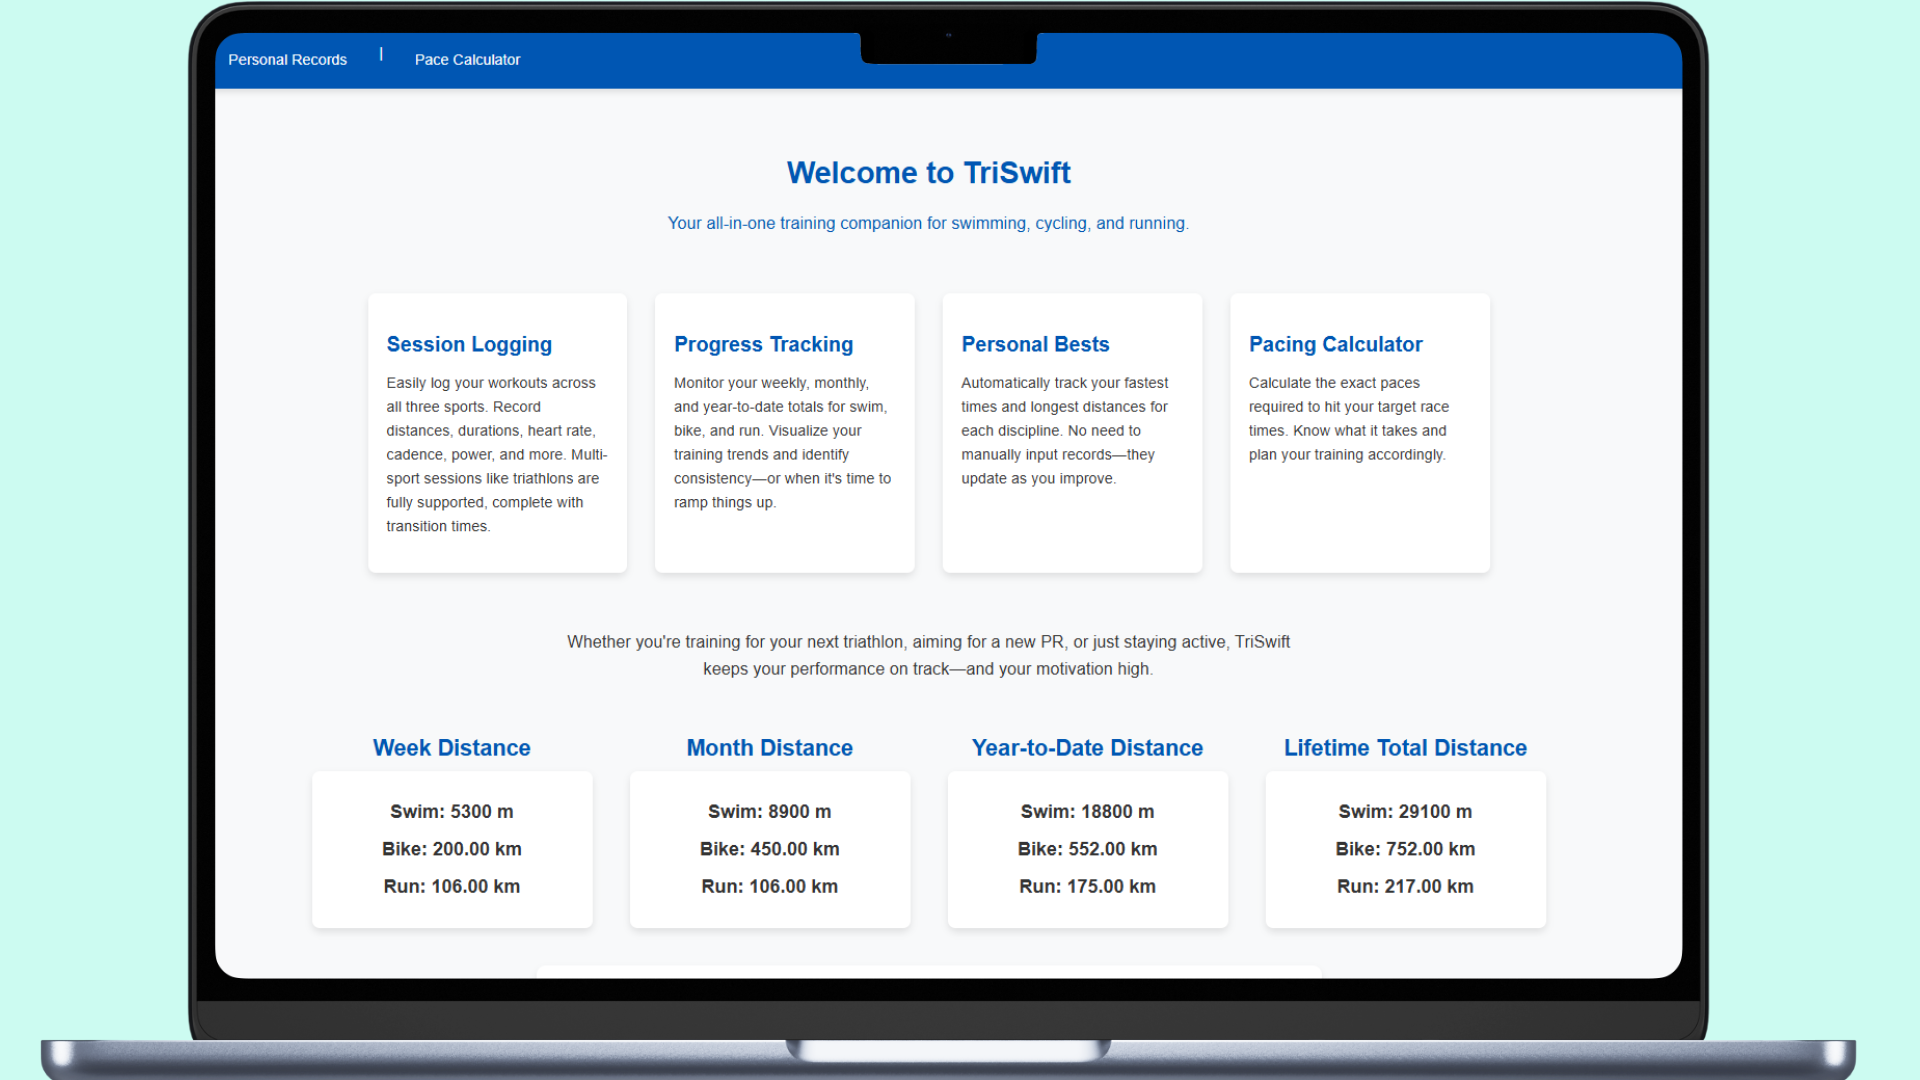 Personal Records | Pace Calculator
Welcome to TriSwift
Your all-in-one training companion for swimming, cycling, and running.
Session Logging
Easily log your workouts across
all three sports. Record
distances, durations, heart rate,
cadence, power, and more. Multi-
sport sessions like triathlons are
fully supported, complete with
transition times.
Progress Tracking
Monitor your weekly, monthly,
and year-to-date totals for swim,
bike, and run. Visualize your
training trends and identify
consistency—or when it's time to
ramp things up.
Personal Bests
Automatically track your fastest
times and longest distances for
each discipline. No need to
manually input records—they
update as you improve.
Pacing Calculator
Calculate the exact paces
required to hit your target race
times. Know what it takes and
plan your training accordingly.
Whether you're training for your next triathlon, aiming for a new PR, or just staying active, TriSwift
keeps your performance on track—and your motivation high.
Week Distance
Swim: 5300 m
Bike: 200.00 km
Run: 106.00 km
Month Distance
Swim: 8900 m
Bike: 450.00 km
Run: 106.00 km
Year-to-Date Distance
Swim: 18800 m
Bike: 552.00 km
Run: 175.00 km
Lifetime Total Distance
Swim: 29100 m
Bike: 752.00 km
Run: 217.00 km